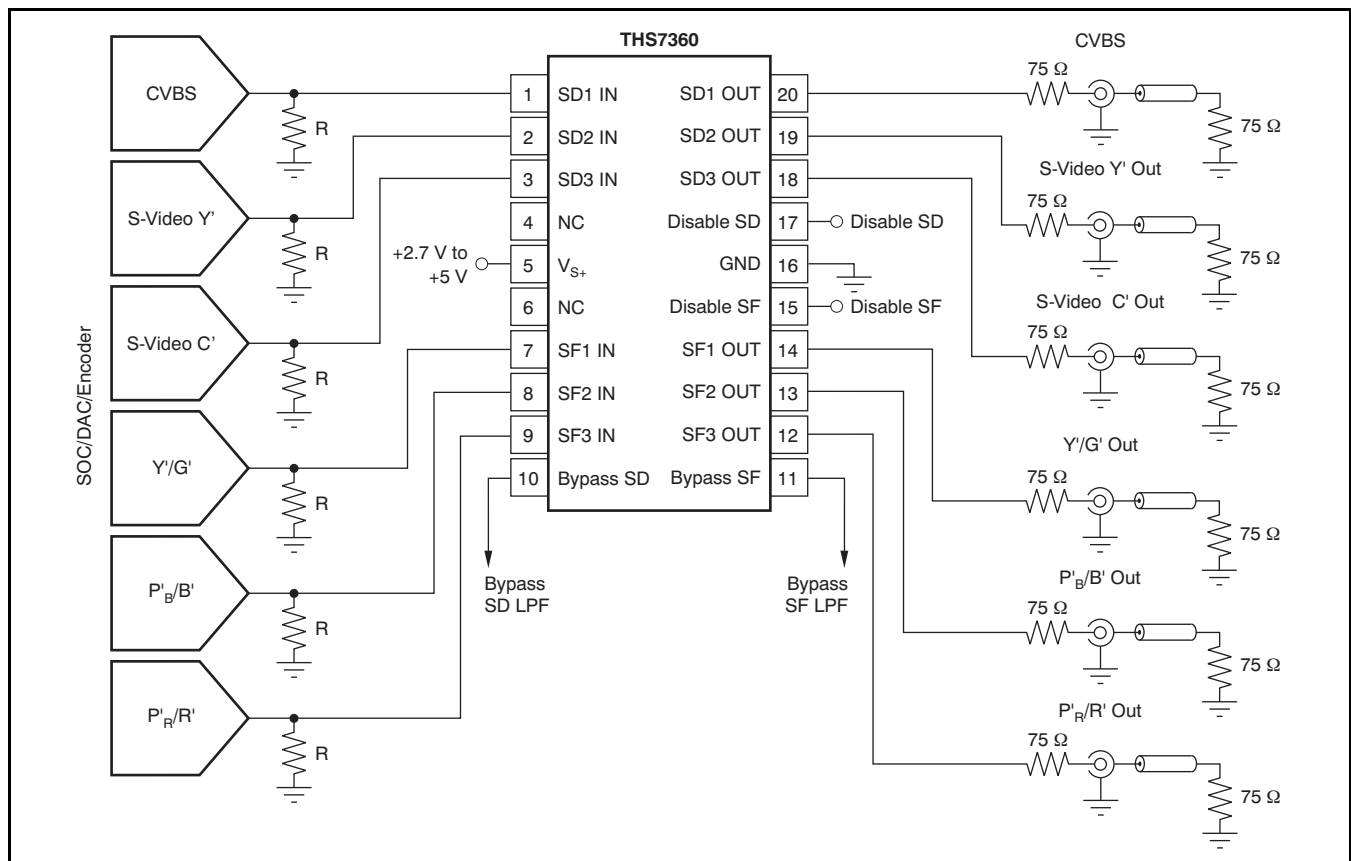 THS7360
CVBS
R
S-Video Y'
R
S-Video C'
R
Y'/G'
R
P'B/B'
R
P'R/R'
R
SOC/DAC/Encoder
+2.7 V to
+5 V
1 SD1 IN
2 SD2 IN
3 SD3 IN
4 NC
5 VS+
6 NC
7 SF1 IN
8 SF2 IN
9 SF3 IN
10 Bypass SD
SD1 OUT 20
SD2 OUT 19
SD3 OUT 18
Disable SD 17
GND 16
Disable SF 15
SF1 OUT 14
SF2 OUT 13
SF3 OUT 12
Bypass SF 11
Disable SD
Disable SF
Bypass
SD LPF
Bypass
SF LPF
CVBS
75 Ω
75 Ω
S-Video Y' Out
75 Ω
75 Ω
S-Video C' Out
75 Ω
75 Ω
Y'/G' Out
75 Ω
75 Ω
P'B/B' Out
75 Ω
75 Ω
P'R/R' Out
75 Ω
75 Ω